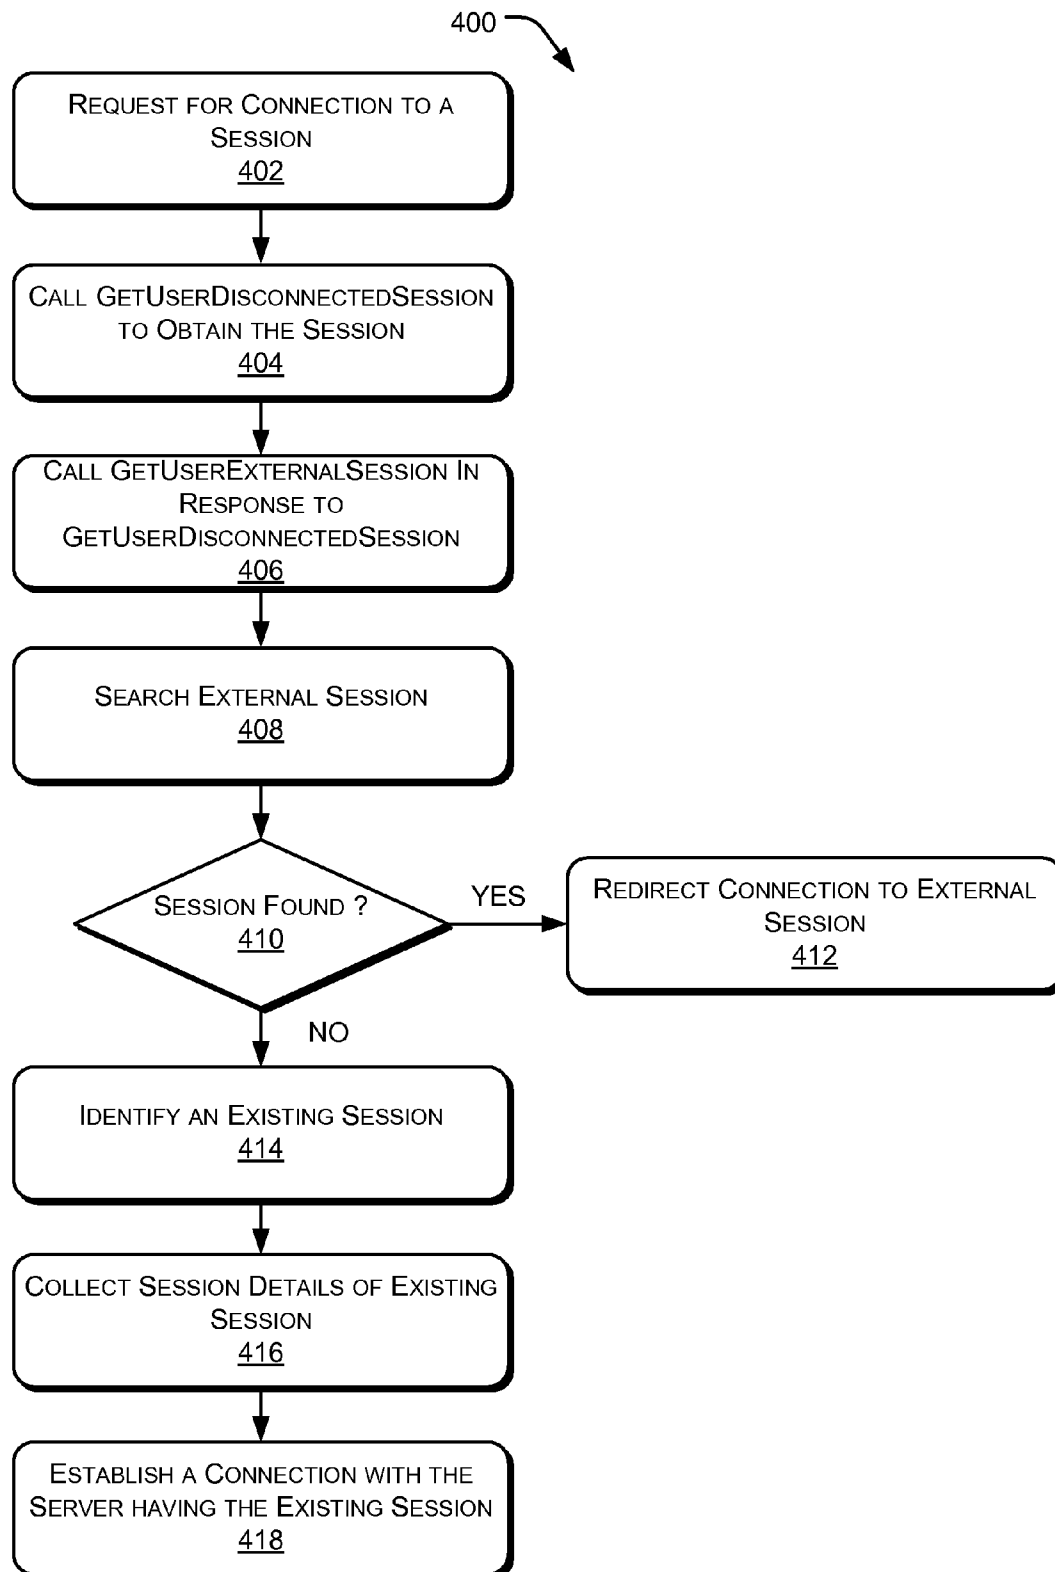 400
REQUEST FOR CONNECTION TO A
SESSION
402
CALL GETUSERDISCONNECTEDSESSION
TO OBTAIN THE SESSION
404
CALL GETUSEREXTERNALSESSION IN
RESPONSE TO
GETUSERDISCONNECTEDSESSION
406
SEARCH EXTERNAL SESSION
408
SESSION FOUND ?
410
YES
REDIRECT CONNECTION TO EXTERNAL
SESSION
412
NO
IDENTIFY AN EXISTING SESSION
414
COLLECT SESSION DETAILS OF EXISTING
SESSION
416
ESTABLISH A CONNECTION WITH THE
SERVER HAVING THE EXISTING SESSION
418